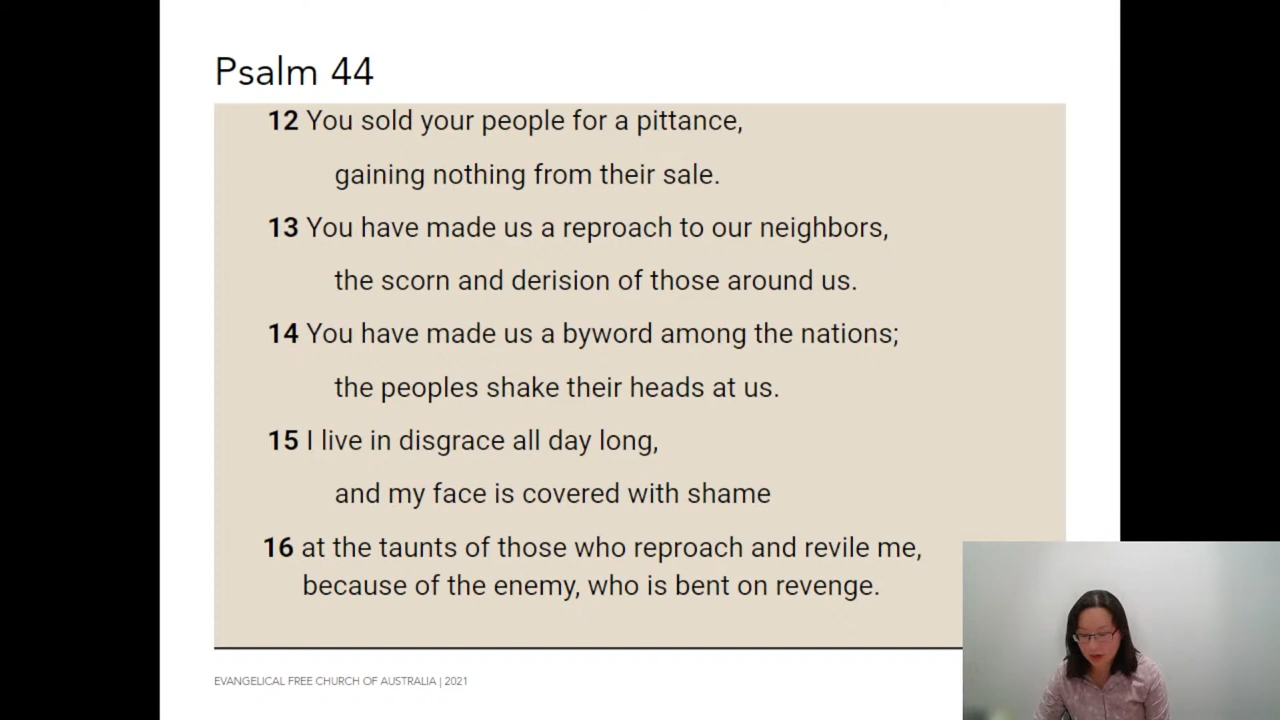 Psalm 44
12 You sold your people for a pittance,
gaining nothing from their sale.
13 You have made us a reproach to our neighbors,
the scorn and derision of those around us.
14 You have made us a byword among the nations;
the peoples shake their heads at us.
15 I live in disgrace all day long,
and my face is covered with shame
16 at the taunts of those who reproach and revile me,
because of the enemy, who is bent on revenge.
EVANGELICAL FREE CHURCH OF AUSTRALIA | 2021